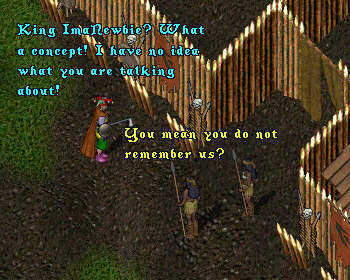 King ImaNewbie? What
a concept! I have no idea
what you are talking
about!
You mean you do not
remember us?